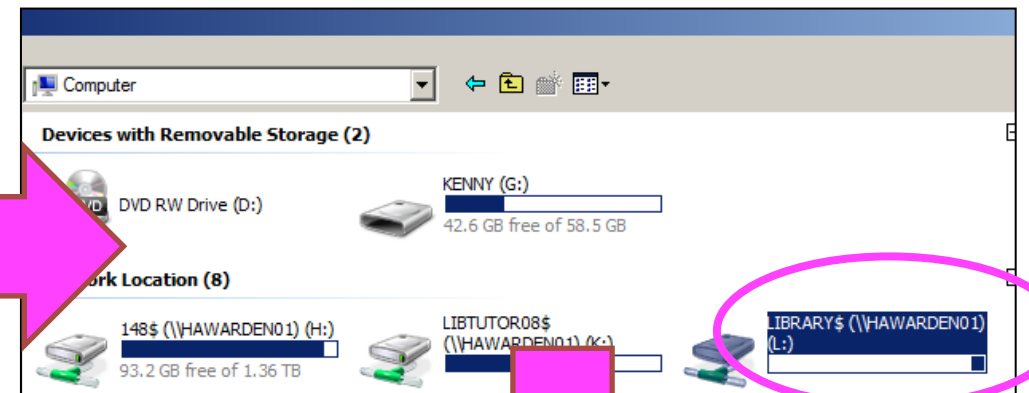 Computer
Devices with Removable Storage (2)
DVD RW Drive (D:)
KENNY (G:)
42.6 GB free of 58.5 GB
Location (8)
148$ (\\HAWARDEN01) (H:)
93.2 GB free of 1.36 TB
LIBTUTOR08$
(\\HAWARDEN01) (K:)
LIBRARY$ (\\HAWARDEN01)
(L:)